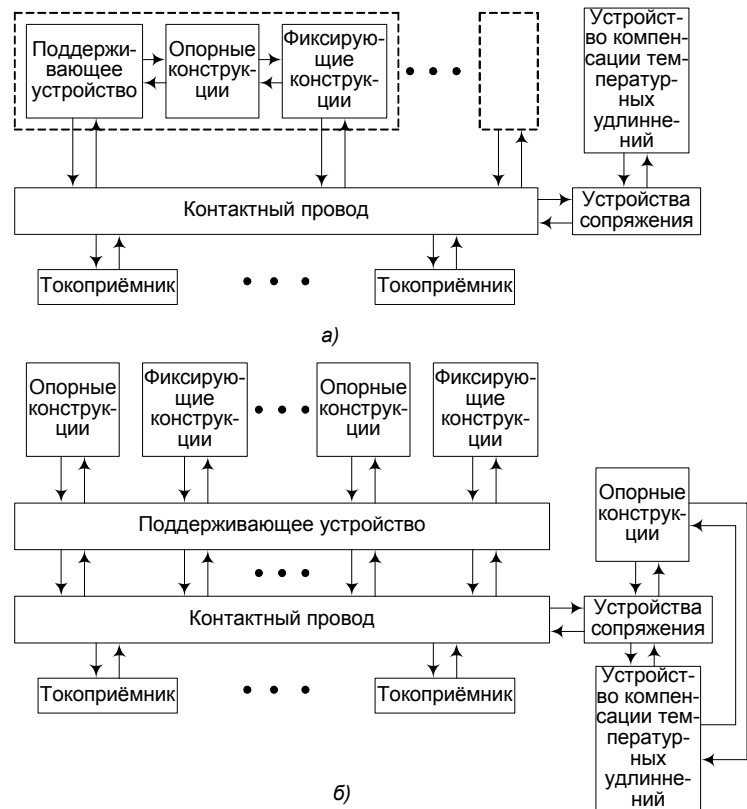 Поддержи-
вающее
устройство
Опорные
конструк-
ции
Фиксирую-
щие
конструк-
ции
Устройст-
во компен-
сации тем-
ператур-
ных
удлинне-
ний
Контактный провод
Устройства
сопряжения
Токоприёмник
Токоприёмник
а)
Опорные
конструк-
ции
Фиксирую-
щие
конструк-
ции
Опорные
конструк-
ции
Фиксирую-
щие
конструк-
ции
Поддерживающее устройство
Опорные
конструк-
ции
Контактный провод
Устройства
сопряжения
Токоприёмник
Токоприёмник
Устройст-
во компен-
сации тем-
ператур-
ных
удлинне-
ний
б)